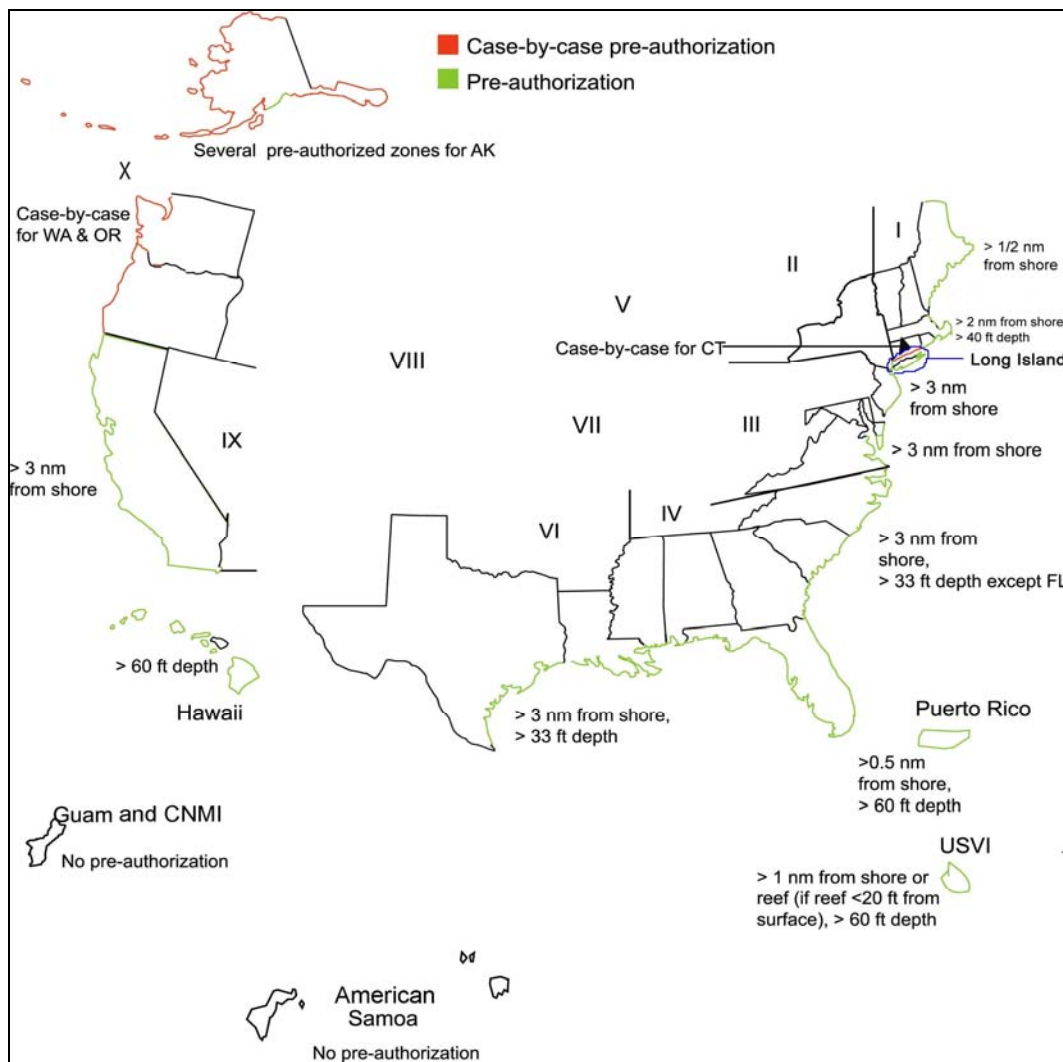 Case-by-case pre-authorization
Pre-authorization
Several pre-authorized zones for AK
X
Case-by-case
for WA & OR
I
> 1/2 nm
from shore
II
V
> 2 nm from shore
> 40 ft depth
Case-by-case for CT
Long Island
VIII
> 3 nm
from shore
VII
III
IX
> 3 nm from shore
> 3 nm
from shore
IV
VI
> 3 nm from
shore,
> 33 ft depth except FL
> 60 ft depth
Hawaii
> 3 nm from shore,
> 33 ft depth
Puerto Rico
>0.5 nm
from shore,
> 60 ft depth
Guam and CNMI
No pre-authorization
USVI
> 1 nm from shore or
reef (if reef <20 ft from
surface), > 60 ft depth
American
Samoa
No pre-authorization